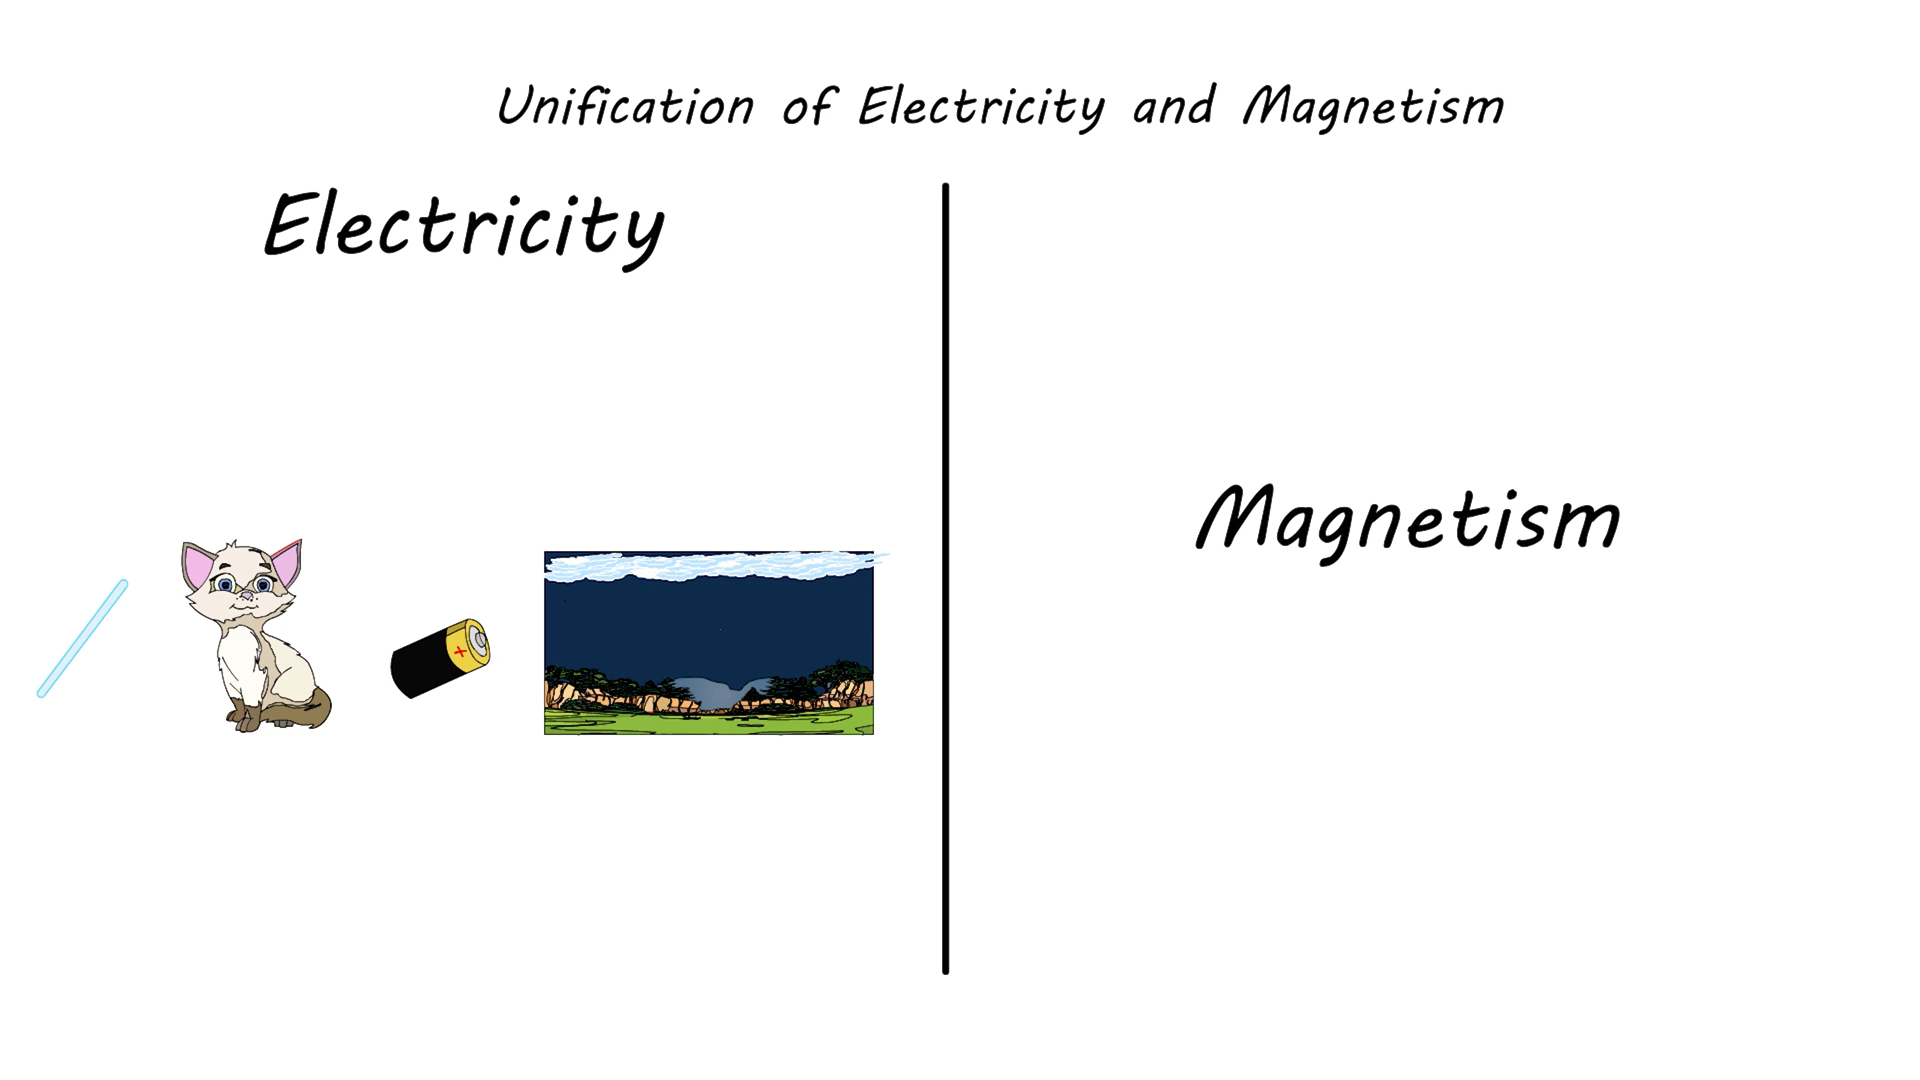 Unification of Electricity and Magnetism
Electricity
Magnetism
+